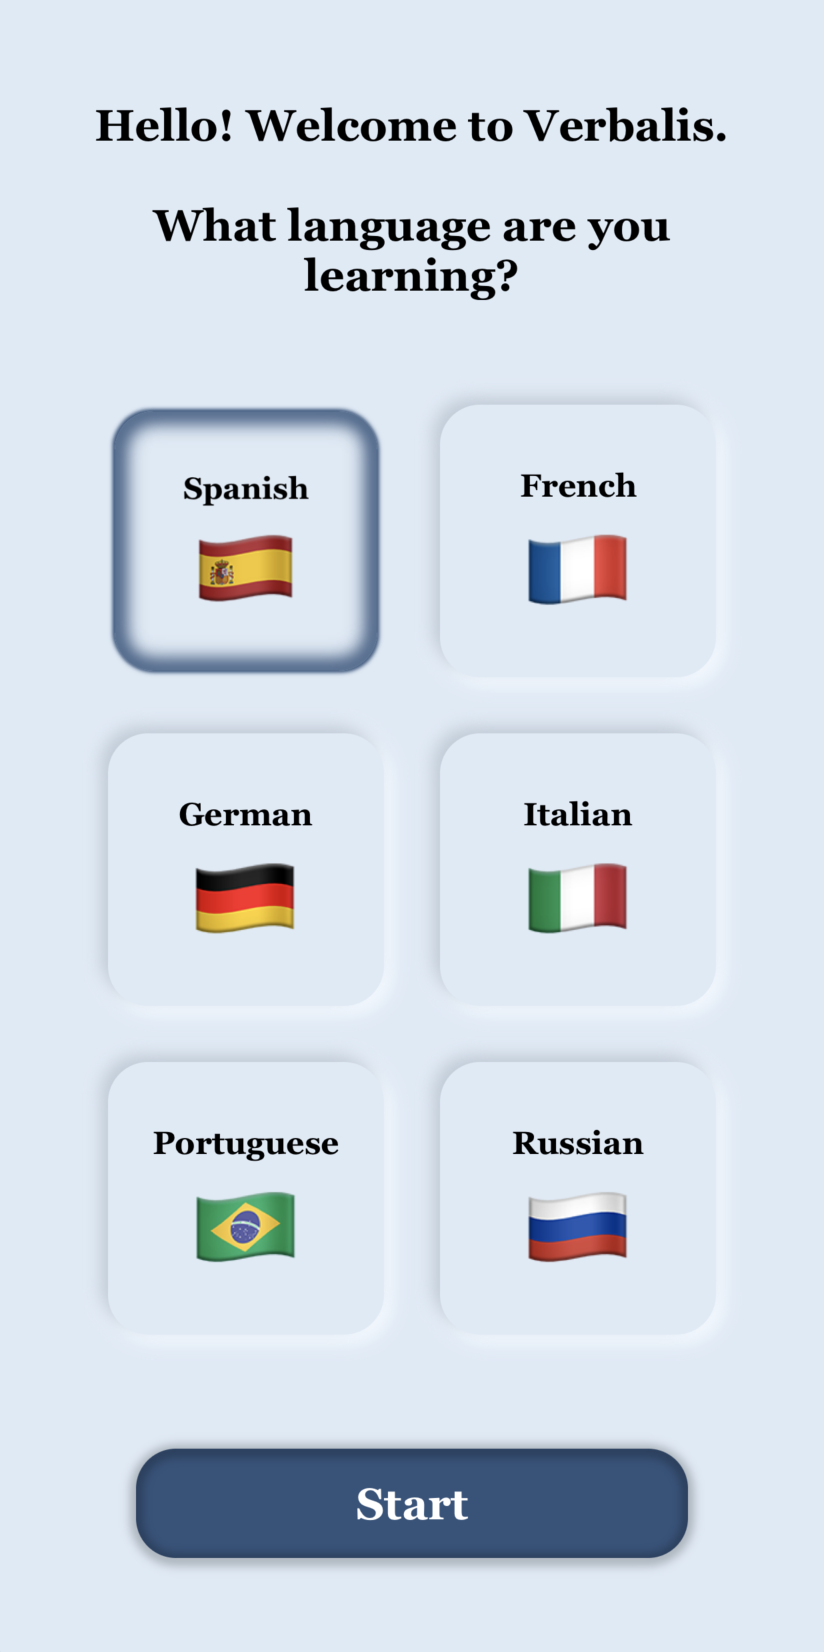 Hello! Welcome to Verbalis.
What language are you
learning?
Spanish
French
German
Italian
Portuguese
Russian
Start